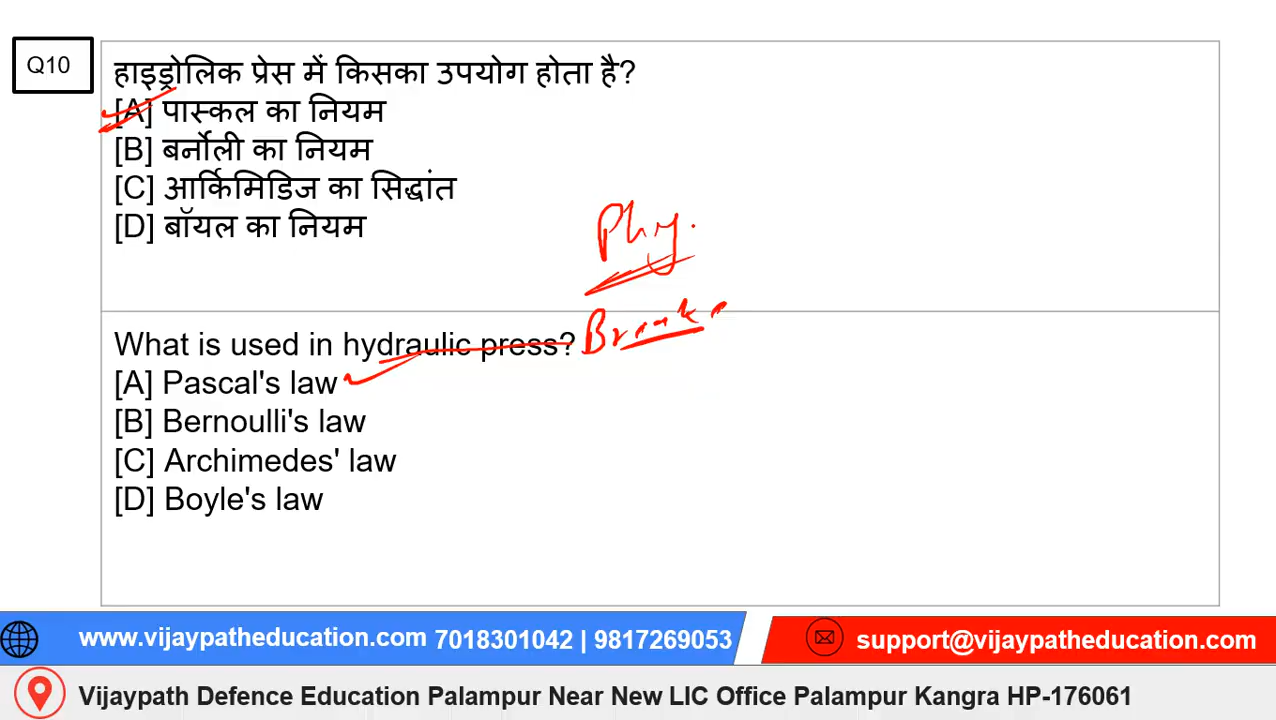 Q10
हाइड्रोलिक प्रेस में किसका उपयोग होता है?
[A] पास्कल का नियम
[B] बर्नोली का नियम
[C] आर्किमिडिज का सिद्धांत
[D] बॉयल का नियम
Phy.
What is used in hydraulic press?
[A] Pascal's law
[B] Bernoulli's law
[C] Archimedes' law
[D] Boyle's law
www.vijaypatheducation.com 7018301042 | 9817269053
support@vijaypatheducation.com
Vijaypath Defence Education Palampur Near New LIC Office Palampur Kangra HP-176061